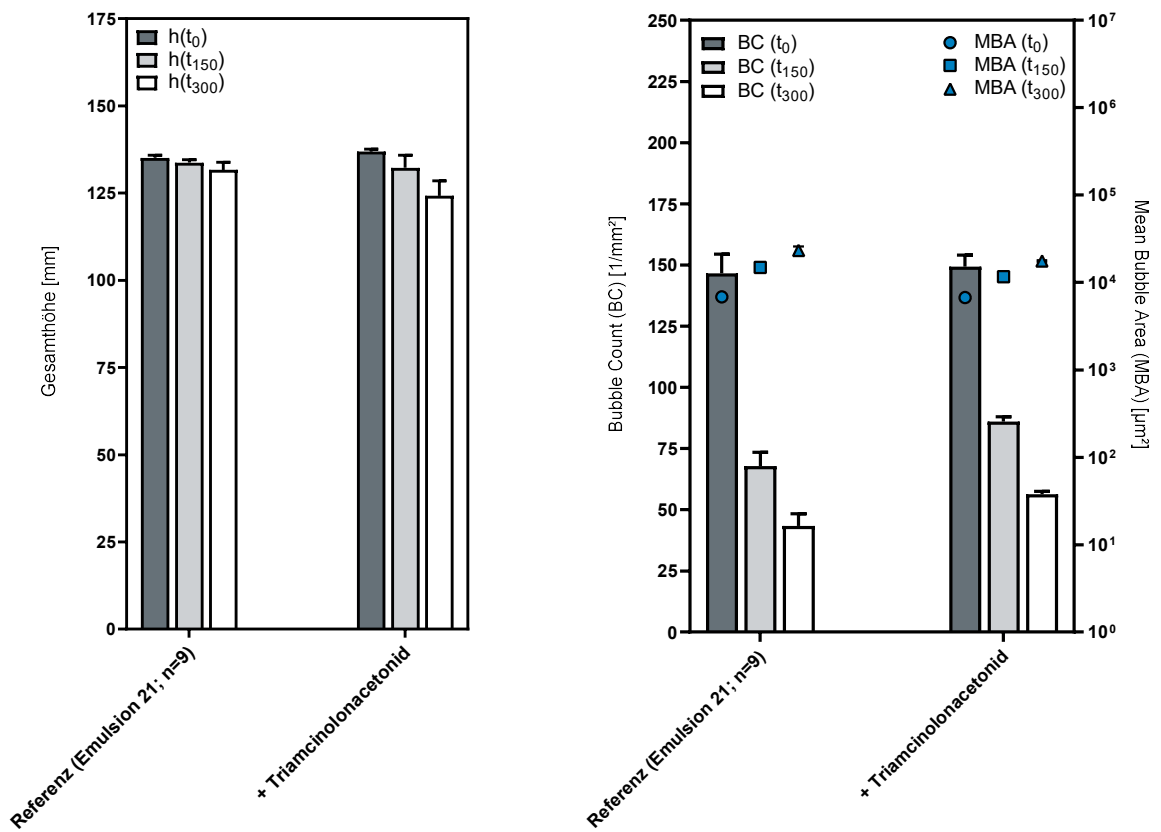 175
150
125
100
75
50
25
0
Gesamthöhe [mm]
h(t₀)
h(t₁₅₀)
h(t₃₀₀)
Referenz (Emulsion 21; n=9)
+ Triamcinolonacetonid
250
225
200
175
150
125
100
75
50
25
0
Bubble Count (BC) [1/mm²]
BC (t₀)
BC (t₁₅₀)
BC (t₃₀₀)
MBA (t₀)
MBA (t₁₅₀)
MBA (t₃₀₀)
10⁷
10⁶
10⁵
10⁴
10³
10²
10¹
10⁰
Mean Bubble Area (MBA) [µm²]
Referenz (Emulsion 21; n=9)
+ Triamcinolonacetonid